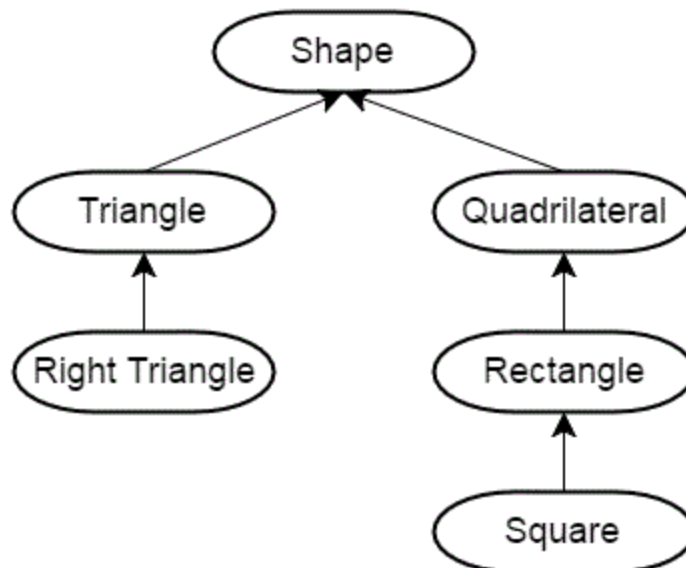 Shape
Triangle
Quadrilateral
Right Triangle
Rectangle
Square